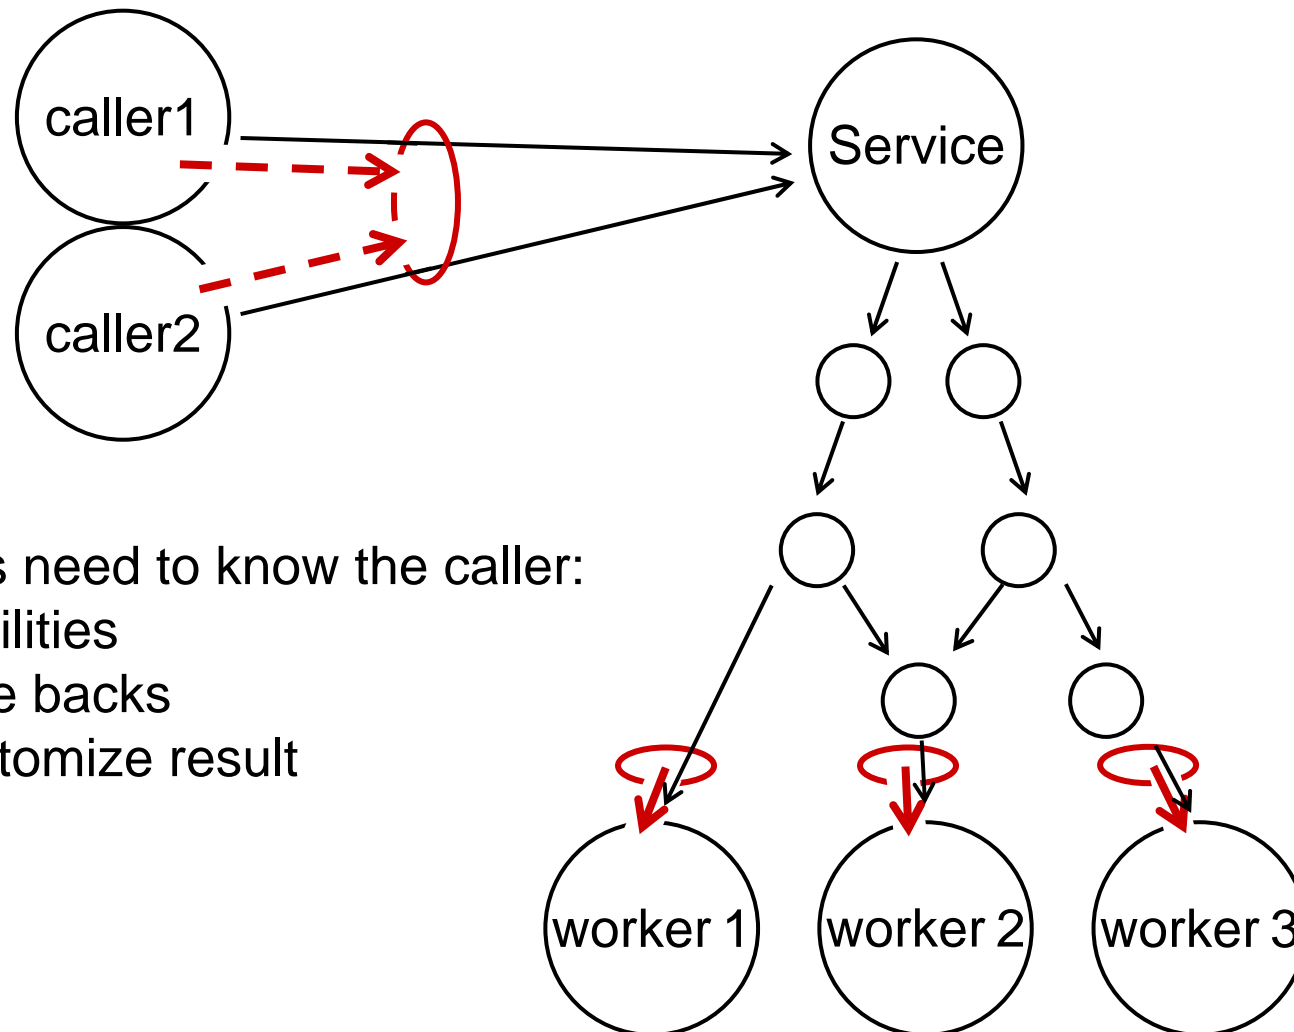 caller1
Service
caller2
s need to know the caller:
ilities
e backs
tomize result
worker 1
worker 2
worker 3